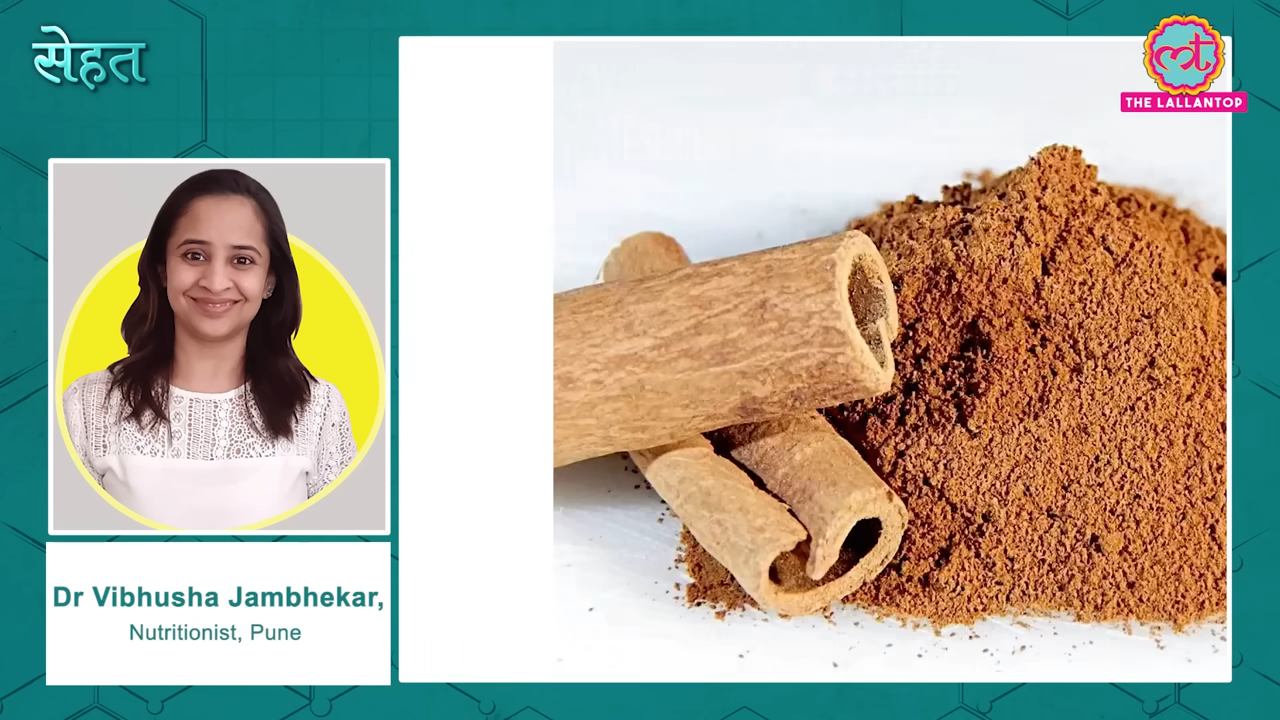 सेहत
THE LALLANTOP
Dr Vibhusha Jambhekar,
Nutritionist, Pune